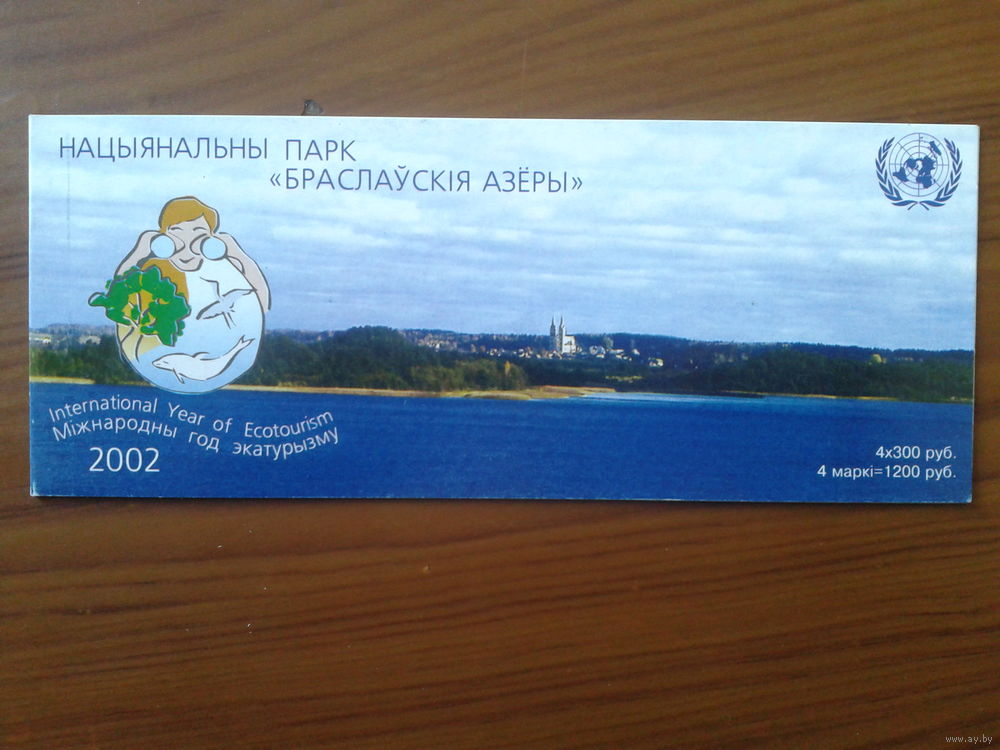 НАЦЫЯНАЛЬНЫ ПАРК
«БРАСЛАЎСКІЯ АЗЁРЫ»
International Year of Ecotourism
Міжнародны год экатурызму
2002
4х300 руб.
4 маркі=1200 руб.
www.ay.by